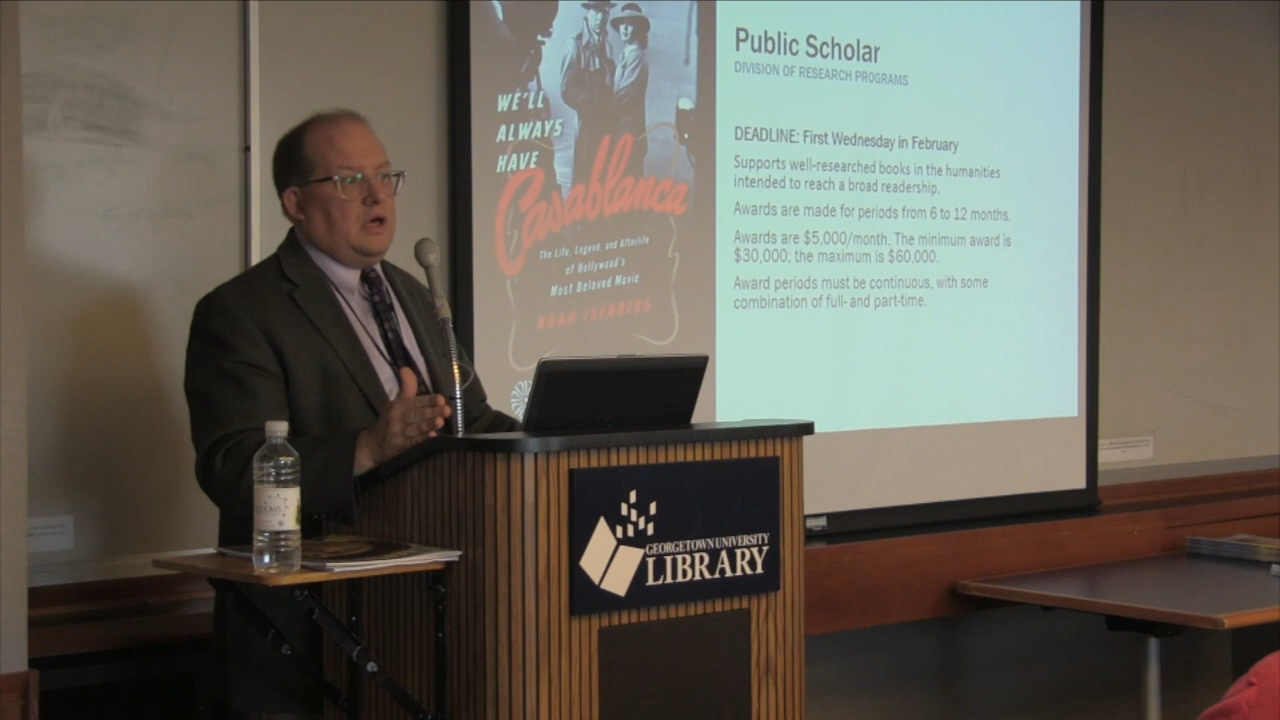 WE'LL
ALWAYS
HAVE
Casablanca
The Life, Legend, and Afterlife
of Hollywood's
Most Beloved Movie
NOAH ISENBERG
Public Scholar
DIVISION OF RESEARCH PROGRAMS
DEADLINE: First Wednesday in February
Supports well-researched books in the humanities
intended to reach a broad readership.
Awards are made for periods from 6 to 12 months.
Awards are $5,000/month. The minimum award is
$30,000; the maximum is $60,000.
Award periods must be continuous, with some
combination of full- and part-time.
GEORGETOWN UNIVERSITY
LIBRARY